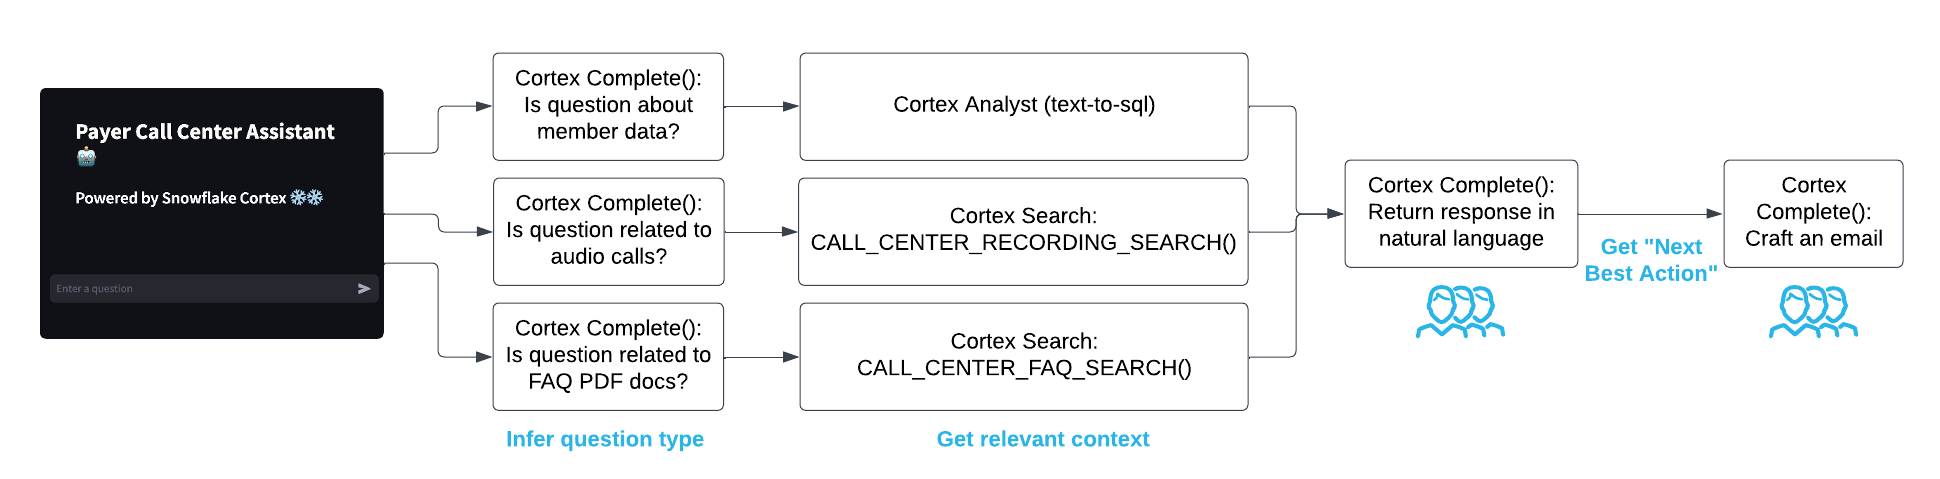 Payer Call Center Assistant
Powered by Snowflake Cortex
Enter a question
Cortex Complete():
Is question about
member data?
Cortex Complete():
Is question related to
audio calls?
Cortex Complete():
Is question related to
FAQ PDF docs?
Infer question type
Cortex Analyst (text-to-sql)
Cortex Search:
CALL_CENTER_RECORDING_SEARCH()
Cortex Search:
CALL_CENTER_FAQ_SEARCH()
Get relevant context
Cortex Complete():
Return response in
natural language
Get "Next
Best Action"
Cortex
Complete():
Craft an email